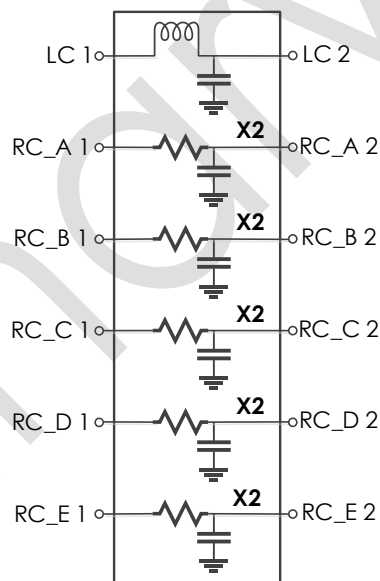 LC 1 LC 2
X2
RC_A 1 RC_A 2
X2
RC_B 1 RC_B 2
X2
RC_C 1 RC_C 2
X2
RC_D 1 RC_D 2
X2
RC_E 1 RC_E 2